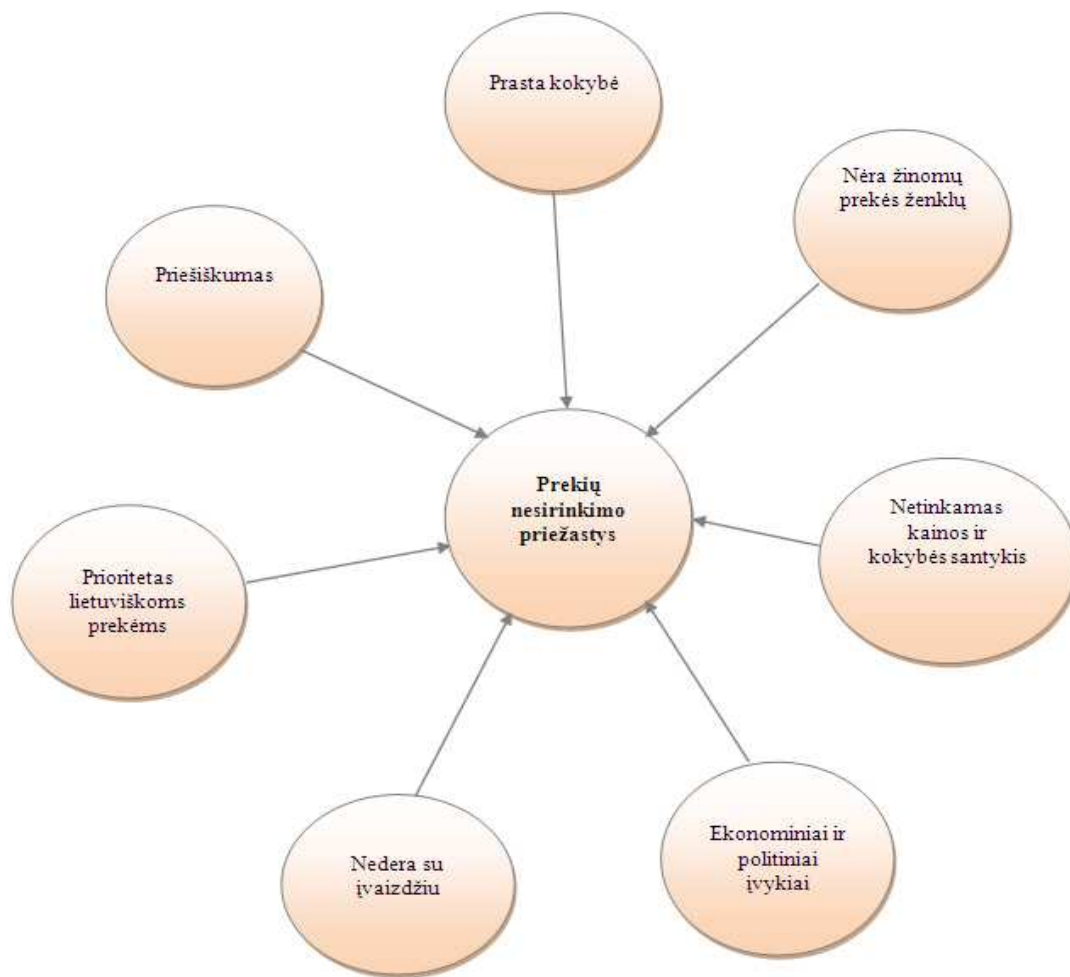 Prasta kokybė
Nėra žinomų
prekės ženklų
Priešiškumas
Prekių
nesirinkimo
priežastys
Netinkamas
kainos ir
kokybės santykis
Prioritetas
lietuviškoms
prekėms
Ekonominiai ir
politiniai
įvykiai
Nedera su
įvaizdžiu